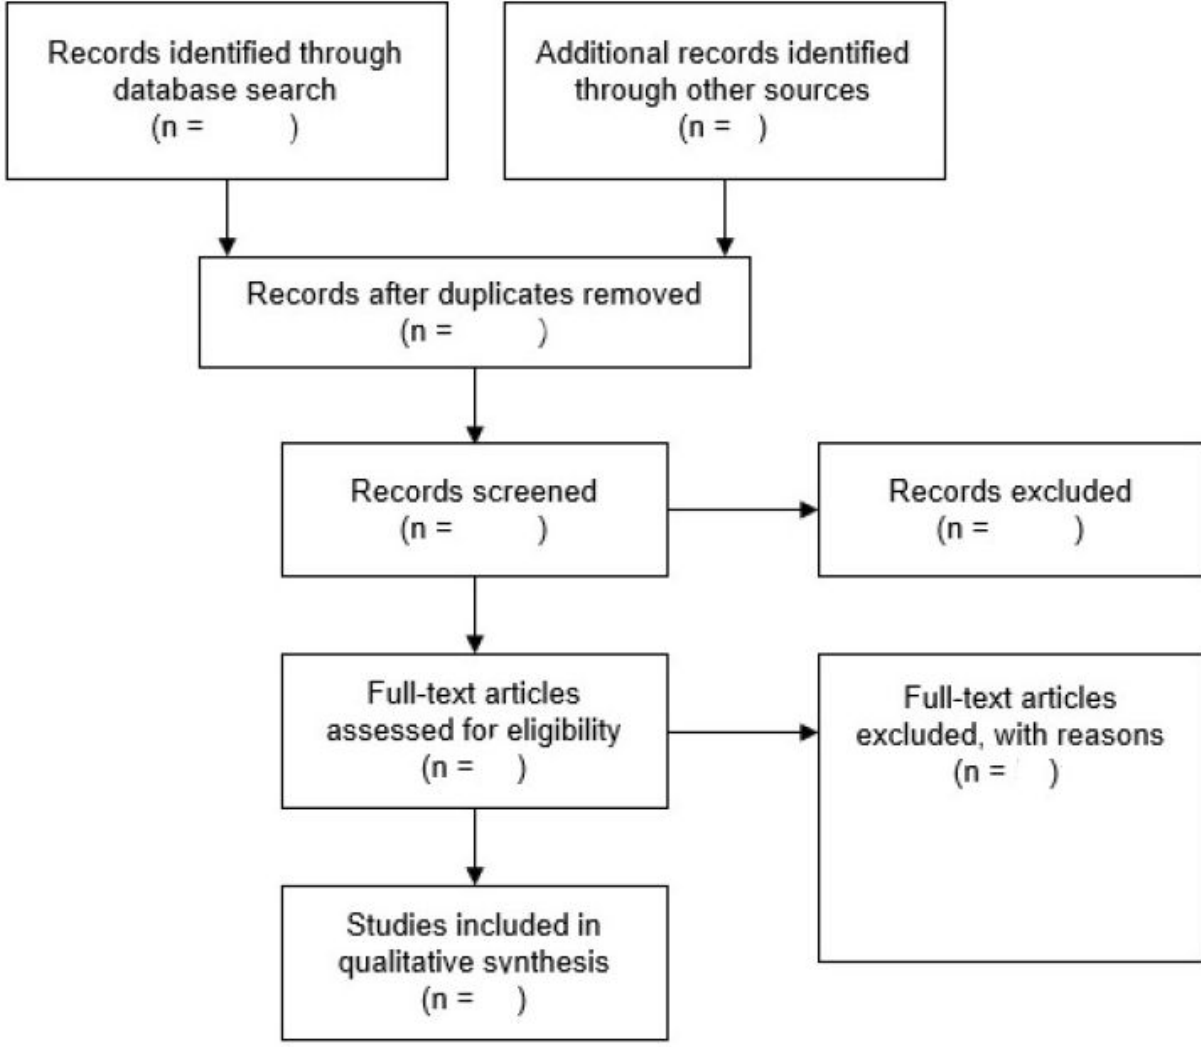 Records identified through
database search
(n = )
Additional records identified
through other sources
(n = )
Records after duplicates removed
(n = )
Records screened
(n = )
Records excluded
(n = )
Full-text articles
assessed for eligibility
(n = )
Full-text articles
excluded, with reasons
(n = )
Studies included in
qualitative synthesis
(n = )